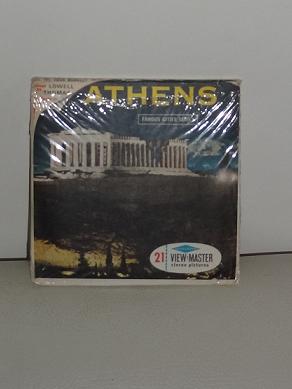 LOWELL
THOMAS
ATHENS
FAMOUS CITIES SERIES
21
VIEW-MASTER
stereo pictures